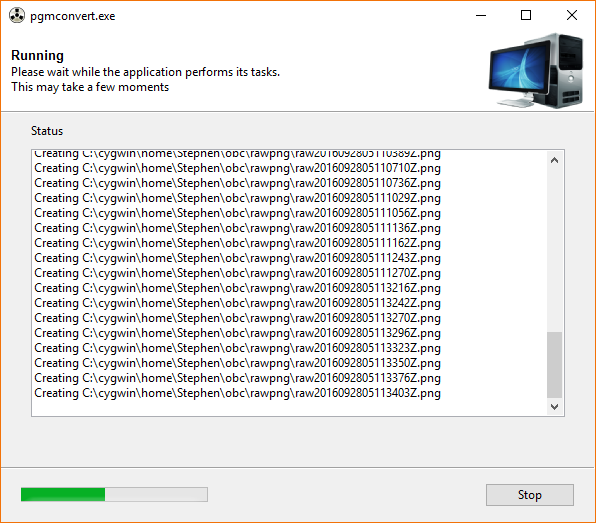 pgmconvert.exe
Running
Please wait while the application performs its tasks.
This may take a few moments
Status
Creating C:\cygwin\home\Stephen\obc\rawpng\raw2016092805110389Z.png
Creating C:\cygwin\home\Stephen\obc\rawpng\raw2016092805110710Z.png
Creating C:\cygwin\home\Stephen\obc\rawpng\raw2016092805110736Z.png
Creating C:\cygwin\home\Stephen\obc\rawpng\raw2016092805111029Z.png
Creating C:\cygwin\home\Stephen\obc\rawpng\raw2016092805111056Z.png
Creating C:\cygwin\home\Stephen\obc\rawpng\raw2016092805111136Z.png
Creating C:\cygwin\home\Stephen\obc\rawpng\raw2016092805111162Z.png
Creating C:\cygwin\home\Stephen\obc\rawpng\raw2016092805111243Z.png
Creating C:\cygwin\home\Stephen\obc\rawpng\raw2016092805111270Z.png
Creating C:\cygwin\home\Stephen\obc\rawpng\raw2016092805113216Z.png
Creating C:\cygwin\home\Stephen\obc\rawpng\raw2016092805113242Z.png
Creating C:\cygwin\home\Stephen\obc\rawpng\raw2016092805113270Z.png
Creating C:\cygwin\home\Stephen\obc\rawpng\raw2016092805113296Z.png
Creating C:\cygwin\home\Stephen\obc\rawpng\raw2016092805113323Z.png
Creating C:\cygwin\home\Stephen\obc\rawpng\raw2016092805113350Z.png
Creating C:\cygwin\home\Stephen\obc\rawpng\raw2016092805113376Z.png
Creating C:\cygwin\home\Stephen\obc\rawpng\raw2016092805113403Z.png
Stop